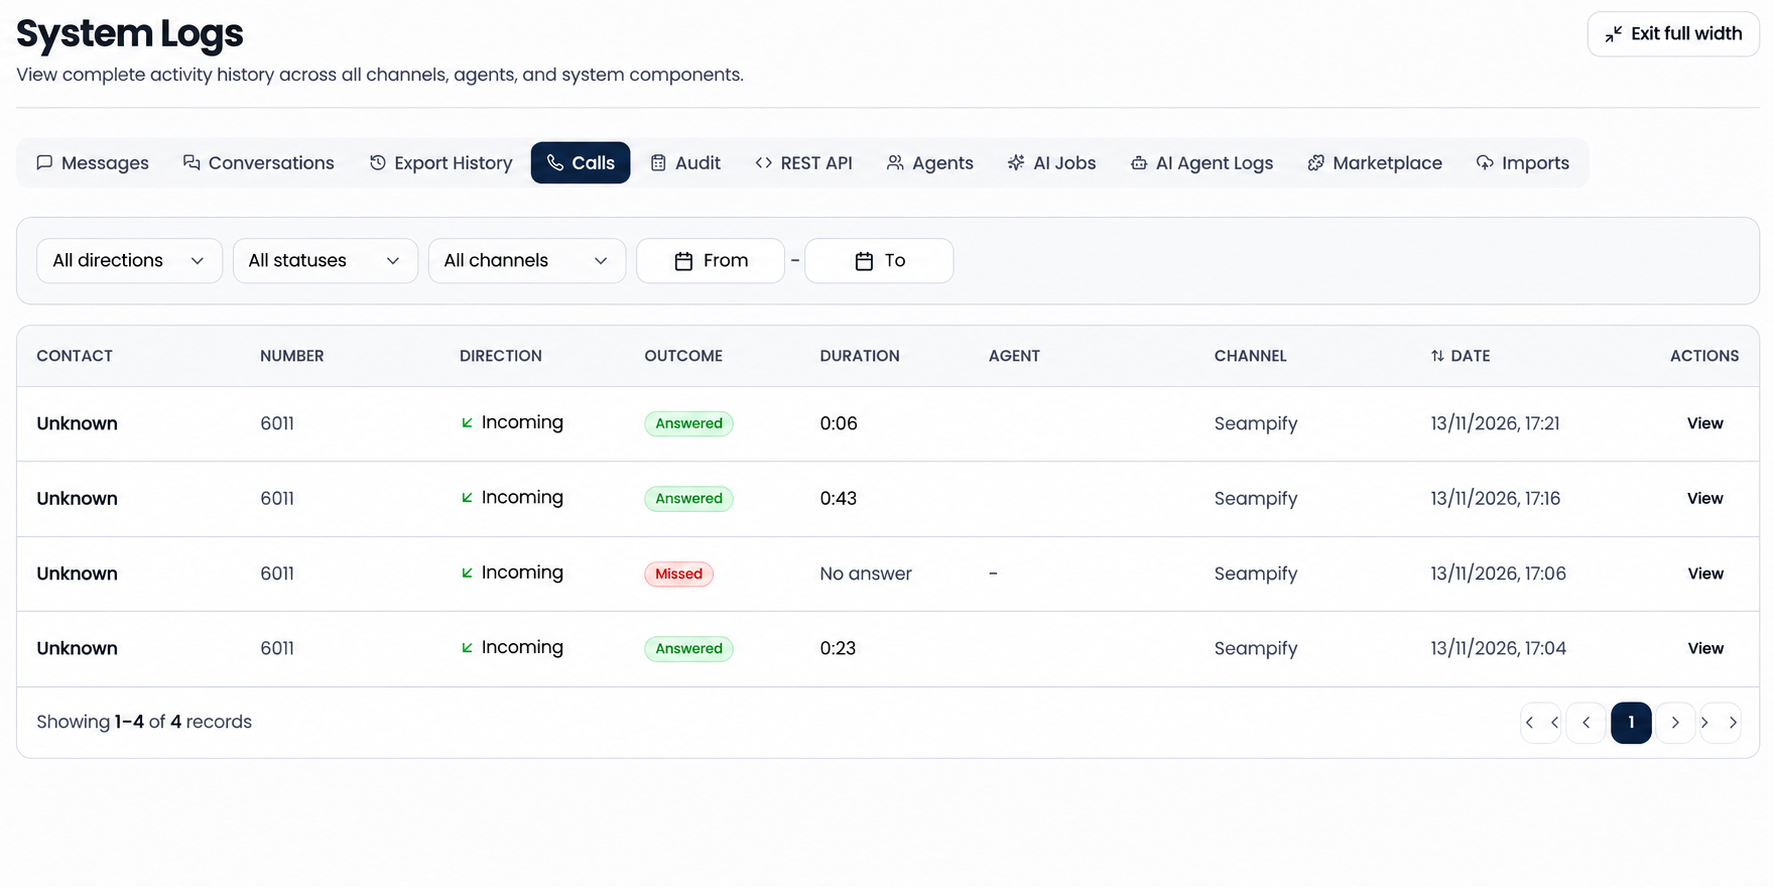 System Logs
Exit full width
View complete activity history across all channels, agents, and system components.
Messages Conversations Export History Calls Audit REST API Agents AI Jobs AI Agent Logs Marketplace Imports
All directions All statuses All channels From - To
CONTACT NUMBER DIRECTION OUTCOME DURATION AGENT CHANNEL DATE ACTIONS
Unknown 6011 Incoming Answered 0:06 Seampify 13/11/2026, 17:21 View
Unknown 6011 Incoming Answered 0:43 Seampify 13/11/2026, 17:16 View
Unknown 6011 Incoming Missed No answer - Seampify 13/11/2026, 17:06 View
Unknown 6011 Incoming Answered 0:23 Seampify 13/11/2026, 17:04 View
Showing 1–4 of 4 records 1